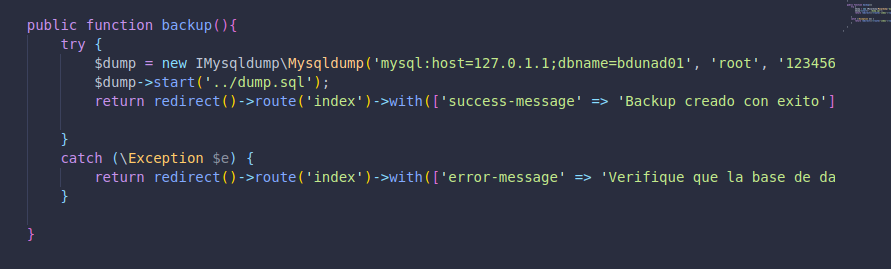 public function backup(){
try {
$dump = new IMysqldump\Mysqldump('mysql:host=127.0.1.1;dbname=bdunad01', 'root', '123456
$dump->start('../dump.sql');
return redirect()->route('index')->with(['success-message' => 'Backup creado con exito']
}
catch (\Exception $e) {
return redirect()->route('index')->with(['error-message' => 'Verifique que la base de da
}
}